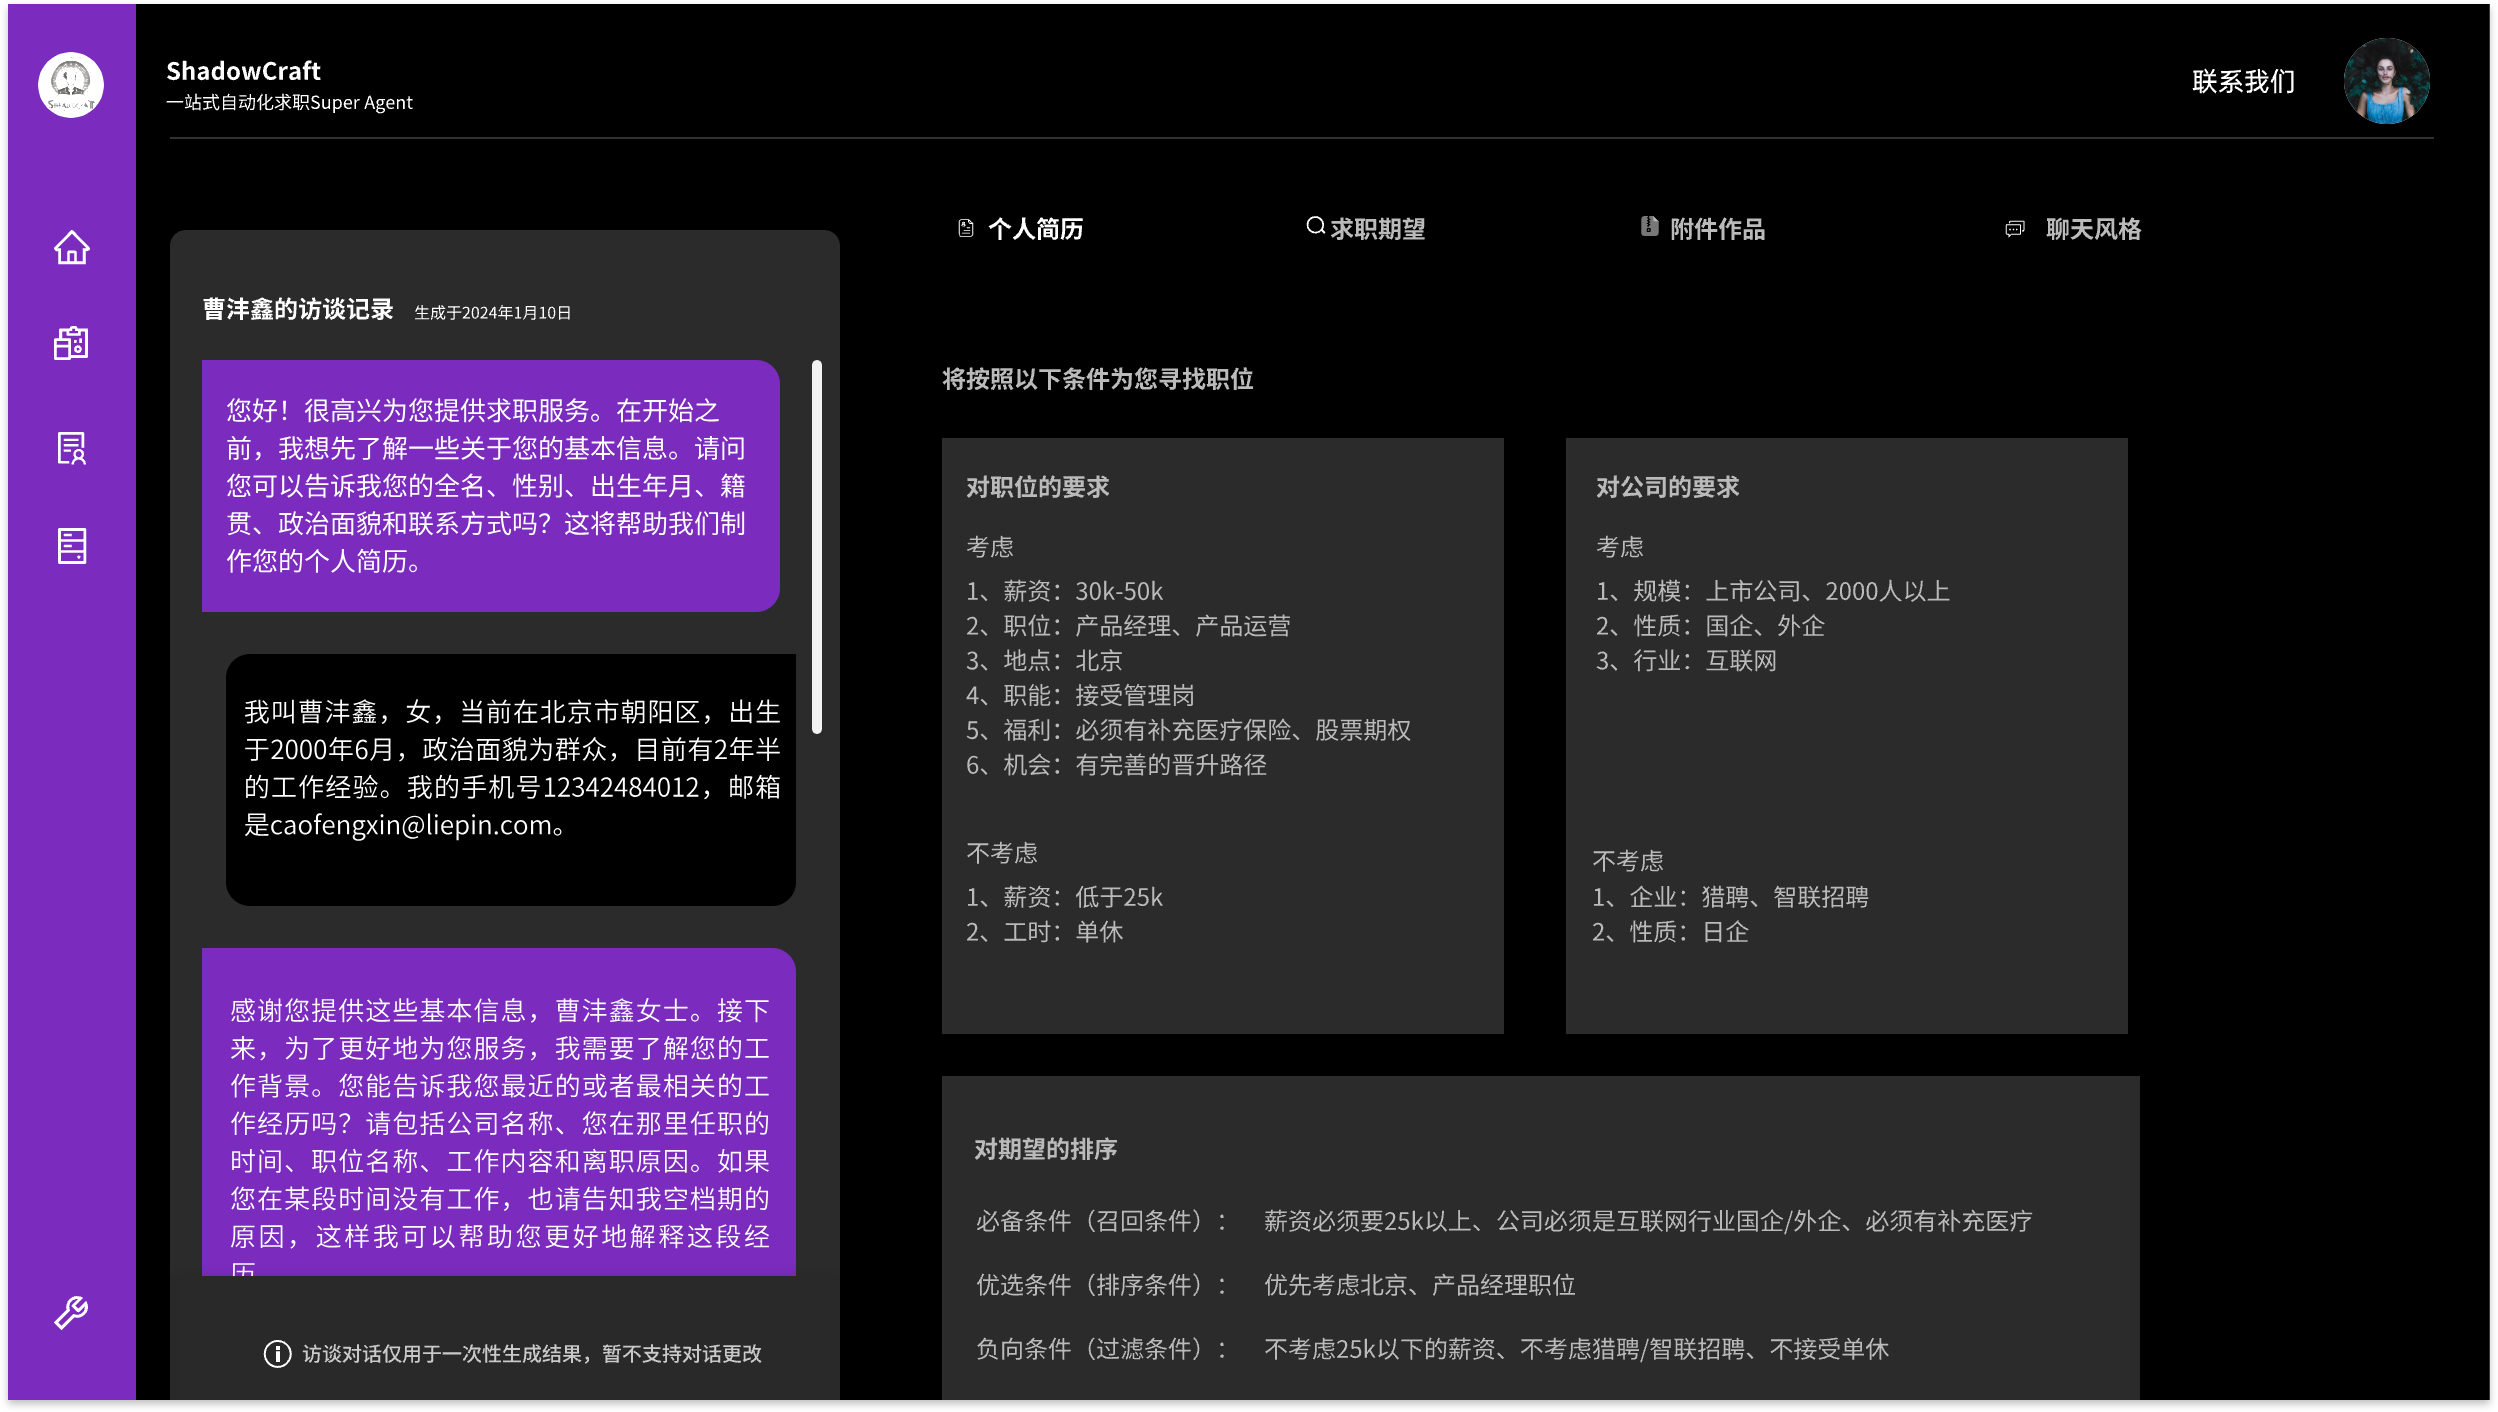 ShadowCraft
一站式自动化求职Super Agent
联系我们
个人简历
求职期望
附件作品
聊天风格
曹沣鑫的访谈记录 生成于2024年1月10日
您好！很高兴为您提供求职服务。在开始之
前，我想先了解一些关于您的基本信息。请问
您可以告诉我您的全名、性别、出生年月、籍
贯、政治面貌和联系方式吗？这将帮助我们制
作您的个人简历。
我叫曹沣鑫，女，当前在北京市朝阳区，出生
于2000年6月，政治面貌为群众，目前有2年半
的工作经验。我的手机号12342484012，邮箱
是caofengxin@liepin.com。
感谢您提供这些基本信息，曹沣鑫女士。接下
来，为了更好地为您服务，我需要了解您的工
作背景。您能告诉我您最近的或者最相关的工
作经历吗？请包括公司名称、您在那里任职的
时间、职位名称、工作内容和离职原因。如果
您在某段时间没有工作，也请告知我空档期的
原因，这样我可以帮助您更好地解释这段经
历
访谈对话仅用于一次性生成结果，暂不支持对话更改
将按照以下条件为您寻找职位
对职位的要求
考虑
1、薪资：30k-50k
2、职位：产品经理、产品运营
3、地点：北京
4、职能：接受管理岗
5、福利：必须有补充医疗保险、股票期权
6、机会：有完善的晋升路径
不考虑
1、薪资：低于25k
2、工时：单休
对公司的要求
考虑
1、规模：上市公司、2000人以上
2、性质：国企、外企
3、行业：互联网
不考虑
1、企业：猎聘、智联招聘
2、性质：日企
对期望的排序
必备条件（召回条件）： 薪资必须要25k以上、公司必须是互联网行业国企/外企、必须有补充医疗
优选条件（排序条件）： 优先考虑北京、产品经理职位
负向条件（过滤条件）： 不考虑25k以下的薪资、不考虑猎聘/智联招聘、不接受单休